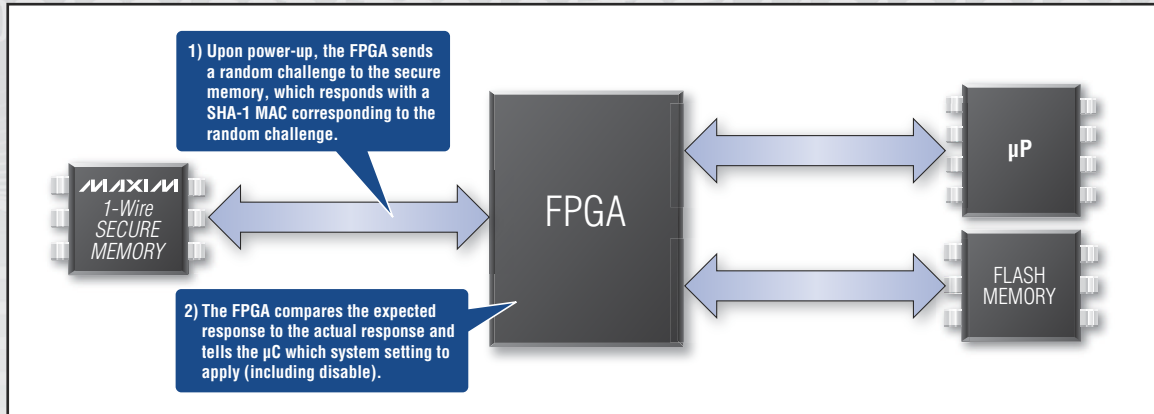 1) Upon power-up, the FPGA sends
a random challenge to the secure
memory, which responds with a
SHA-1 MAC corresponding to the
random challenge.
MAXIM
1-Wire
SECURE
MEMORY
FPGA
µP
FLASH
MEMORY
2) The FPGA compares the expected
response to the actual response and
tells the µC which system setting to
apply (including disable).